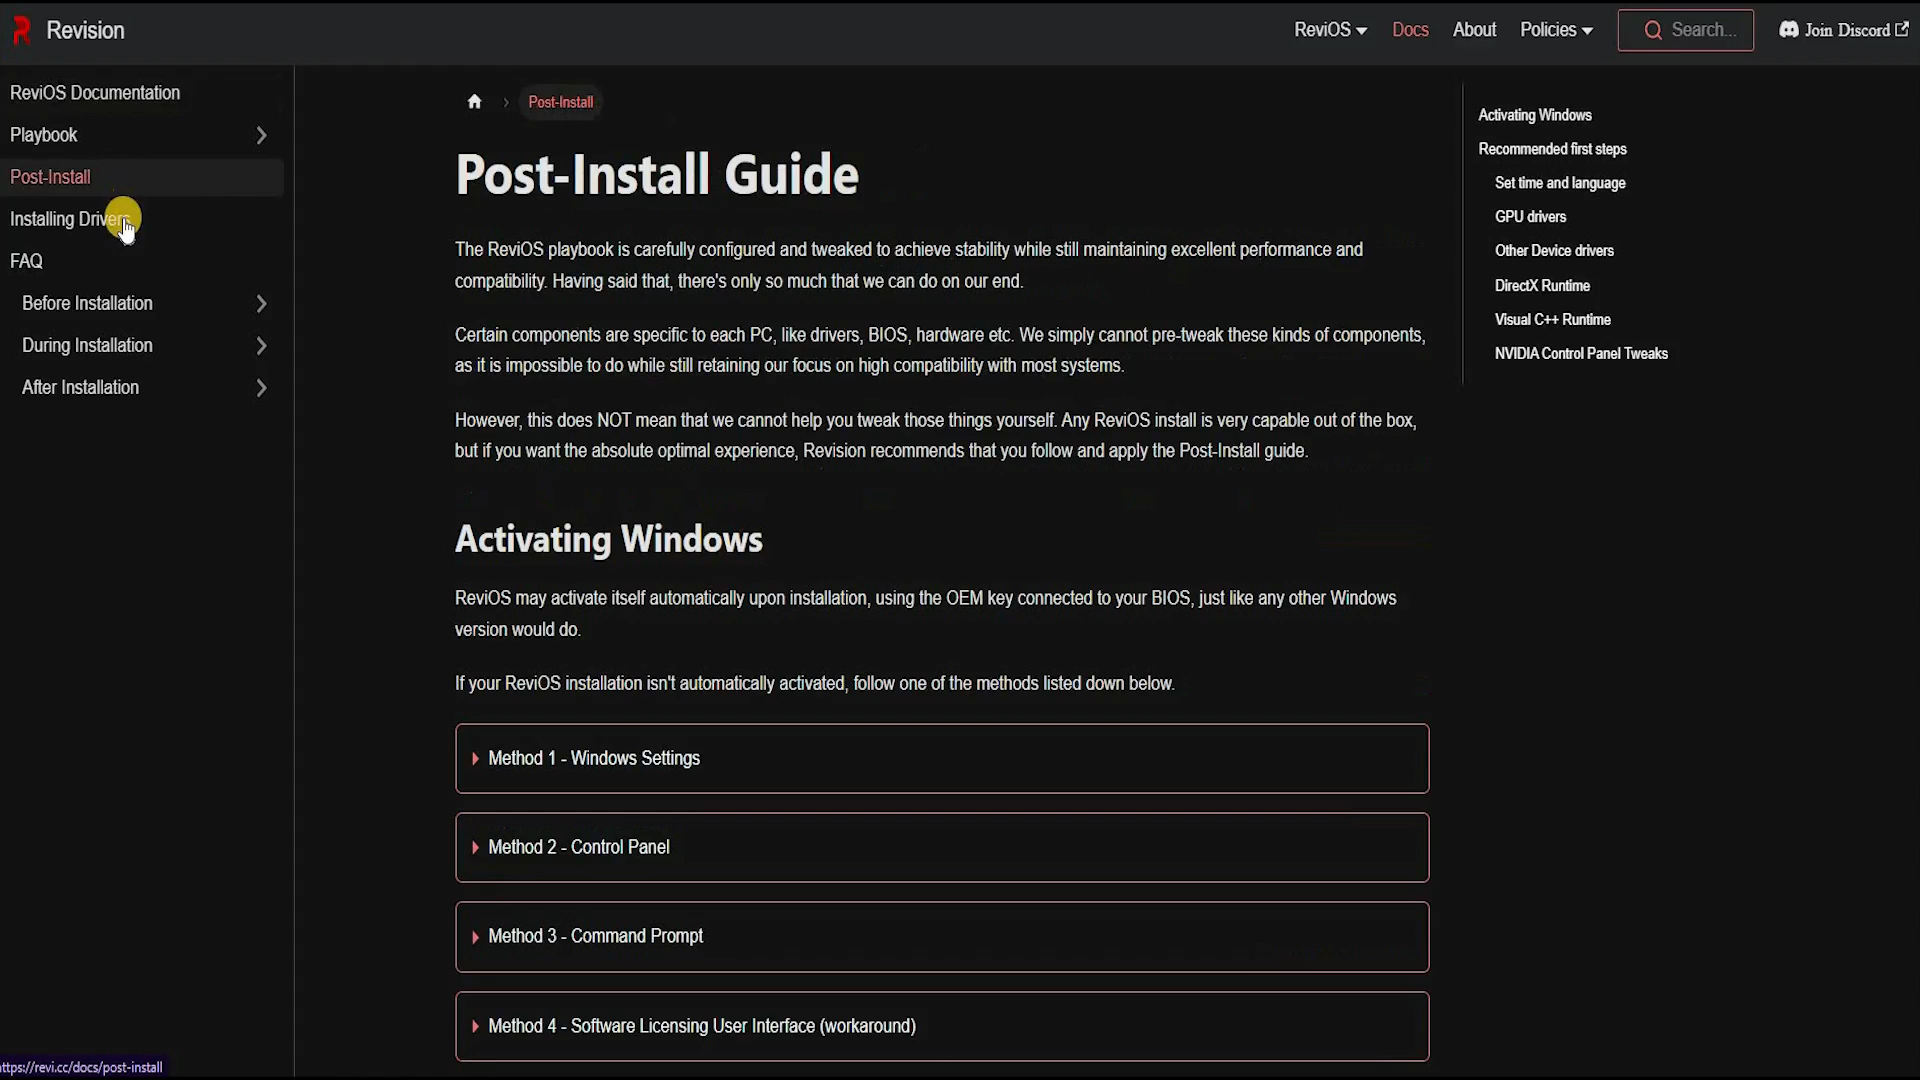 Revision
ReviOS
Docs
About
Policies
Search...
Join Discord
ReviOS Documentation
Playbook
Post-Install
Installing Drivers
FAQ
Before Installation
During Installation
After Installation
Post-Install
Post-Install Guide
The ReviOS playbook is carefully configured and tweaked to achieve stability while still maintaining excellent performance and
compatibility. Having said that, there's only so much that we can do on our end.
Certain components are specific to each PC, like drivers, BIOS, hardware etc. We simply cannot pre-tweak these kinds of components,
as it is impossible to do while still retaining our focus on high compatibility with most systems.
However, this does NOT mean that we cannot help you tweak those things yourself. Any ReviOS install is very capable out of the box,
but if you want the absolute optimal experience, Revision recommends that you follow and apply the Post-Install guide.
Activating Windows
ReviOS may activate itself automatically upon installation, using the OEM key connected to your BIOS, just like any other Windows
version would do.
If your ReviOS installation isn't automatically activated, follow one of the methods listed down below.
Method 1 - Windows Settings
Method 2 - Control Panel
Method 3 - Command Prompt
Method 4 - Software Licensing User Interface (workaround)
Activating Windows
Recommended first steps
Set time and language
GPU drivers
Other Device drivers
DirectX Runtime
Visual C++ Runtime
NVIDIA Control Panel Tweaks
ttps://revi.cc/docs/post-install